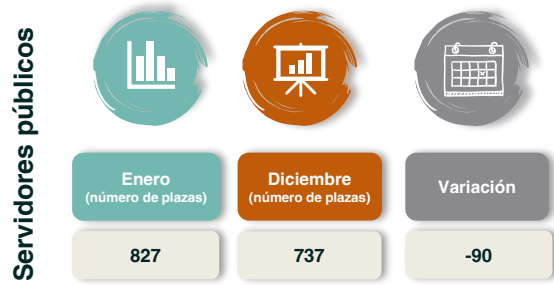 Servidores públicos
Enero
(número de plazas)
Diciembre
(número de plazas)
Variación
827
737
-90